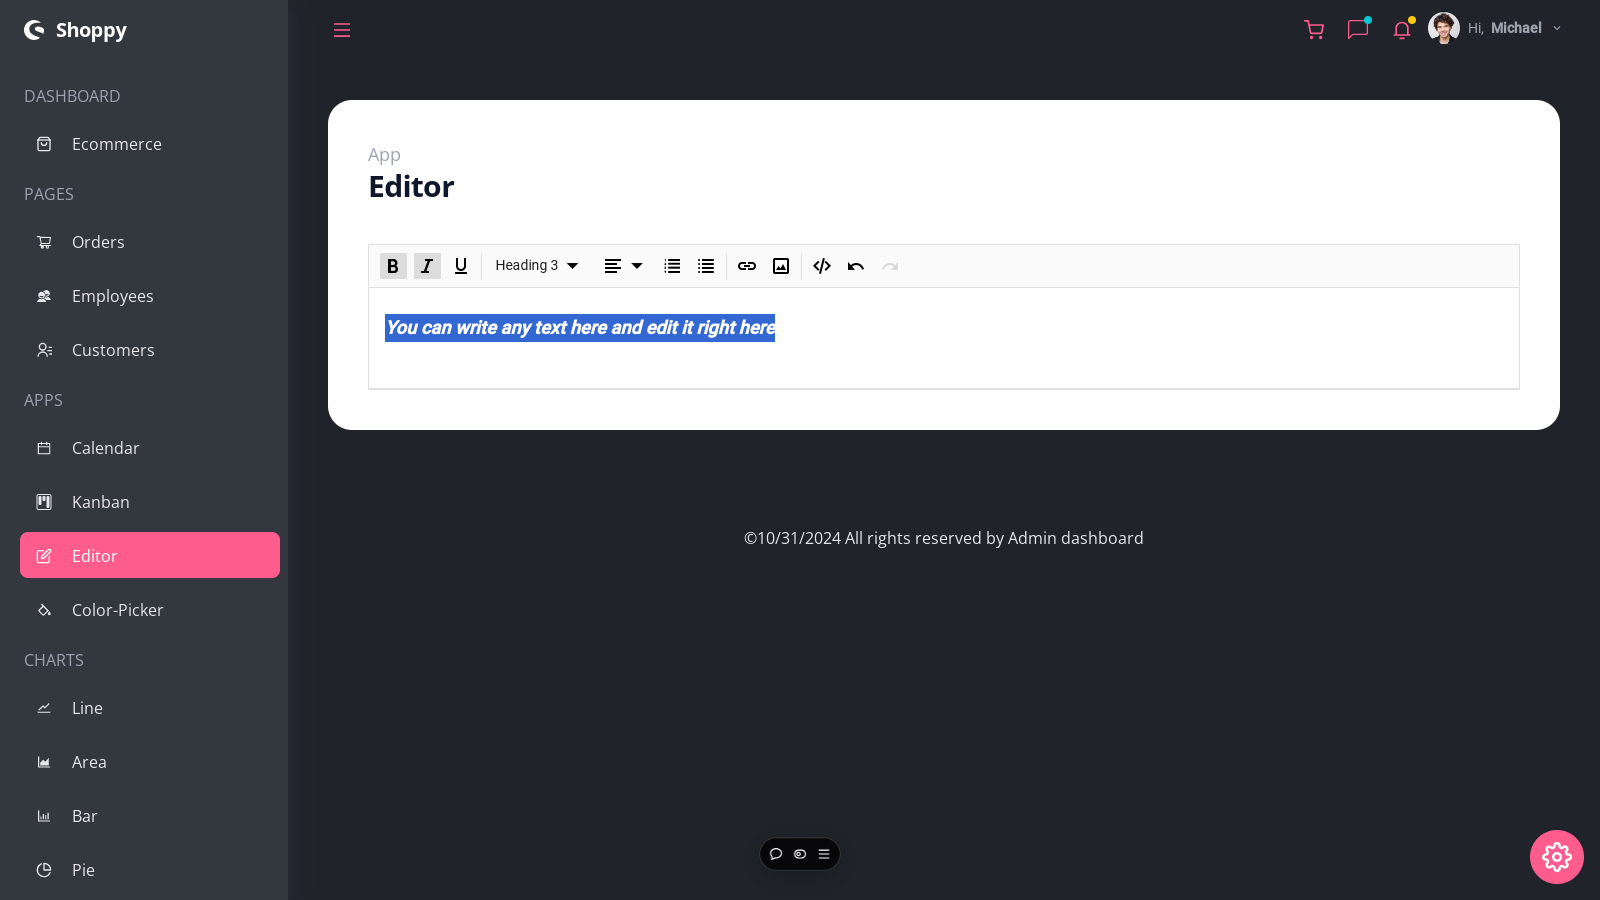 Shoppy
DASHBOARD
Ecommerce
PAGES
Orders
Employees
Customers
APPS
Calendar
Kanban
Editor
Color-Picker
CHARTS
Line
Area
Bar
Pie
Hi, Michael
App
Editor
B I U Heading 3
You can write any text here and edit it right here
©10/31/2024 All rights reserved by Admin dashboard